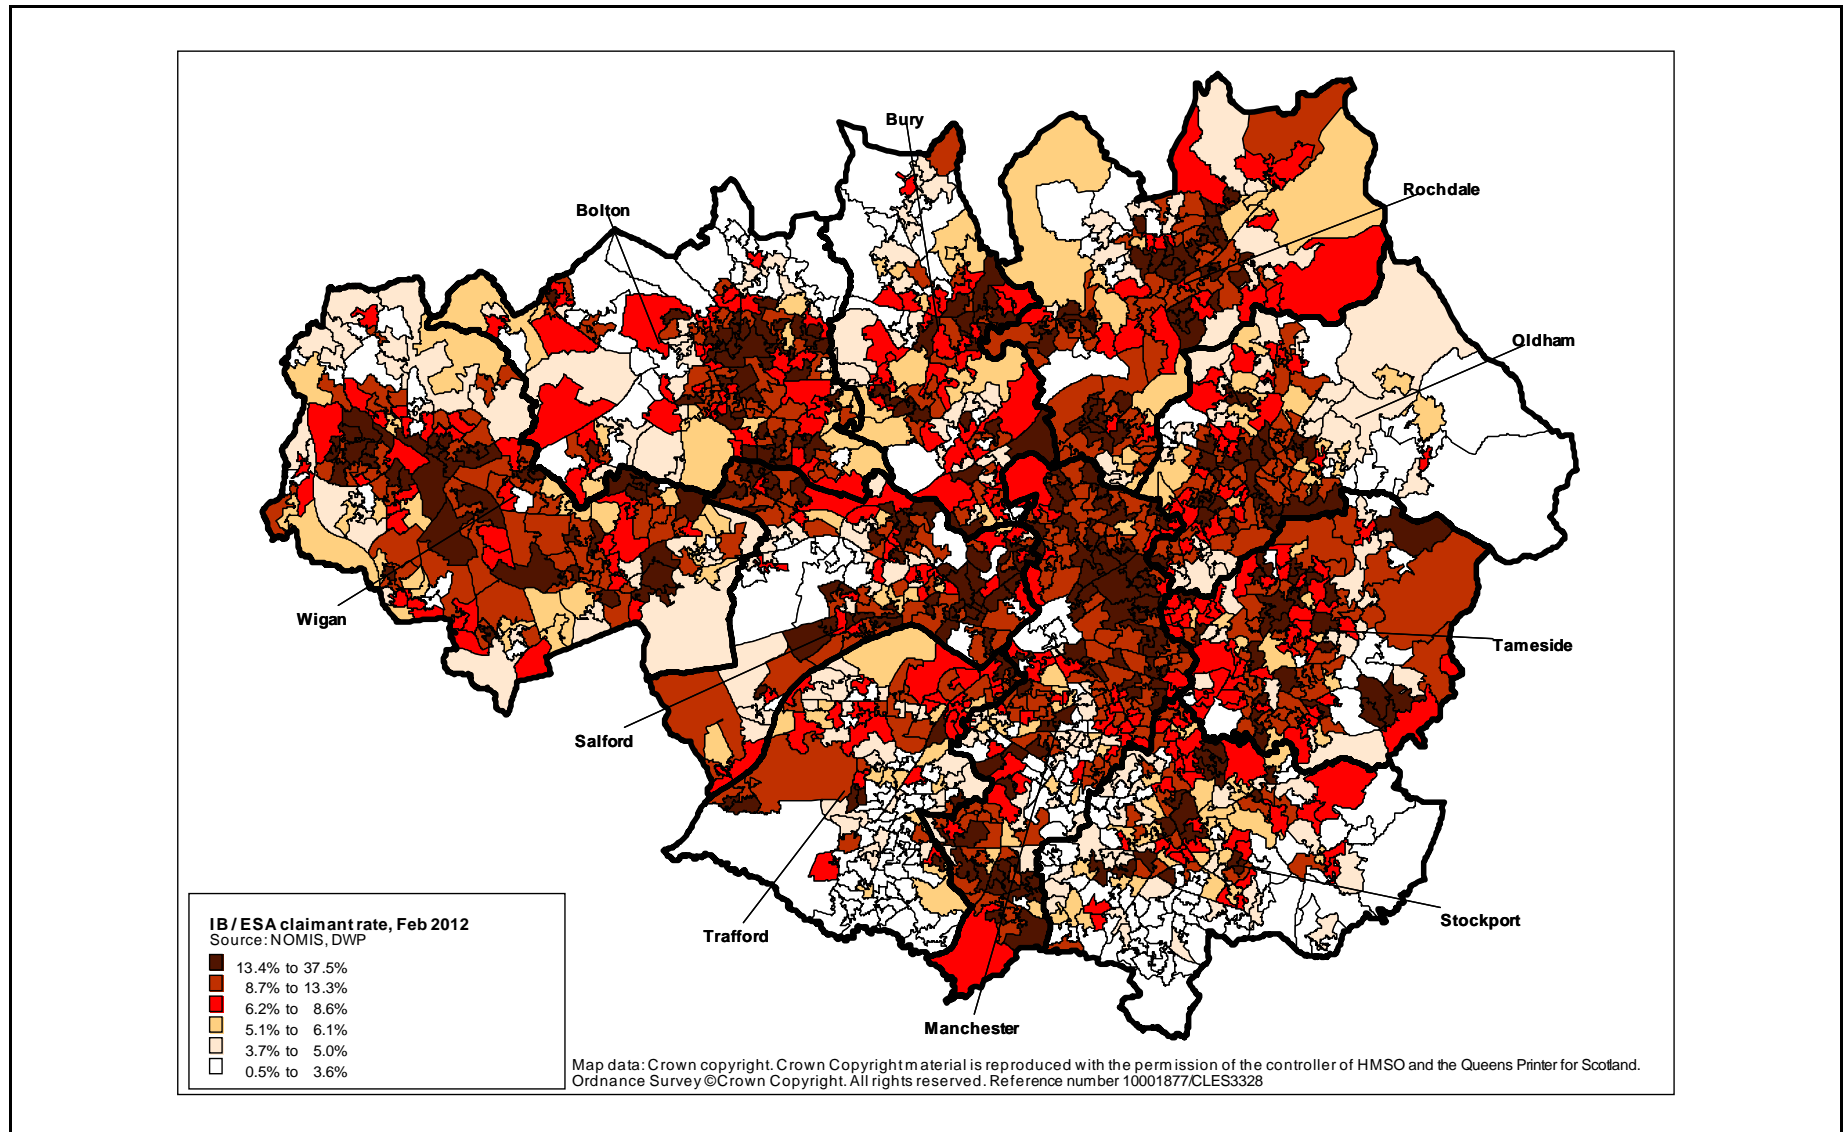 Bury
Rochdale
Bolton
Oldham
Wigan
Tameside
Salford
Stockport
Trafford
Manchester
IB / ESA claimant rate, Feb 2012
Source: NOMIS, DWP
13.4% to 37.5%
8.7% to 13.3%
6.2% to 8.6%
5.1% to 6.1%
3.7% to 5.0%
0.5% to 3.6%
Map data: Crown copyright. Crown Copyright material is reproduced with the permission of the controller of HMSO and the Queens Printer for Scotland.
Ordnance Survey © Crown Copyright. All rights reserved. Reference number 10001877/CLES3328